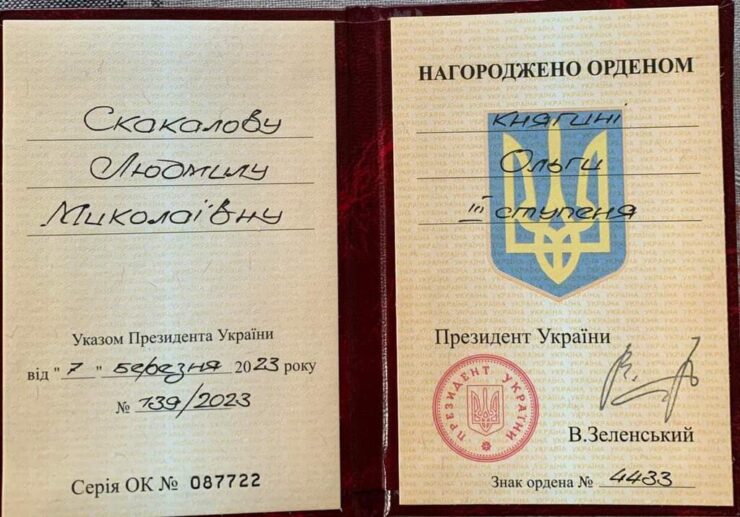 Скакалову
Людмилу
Миколаївну
Указом Президента України
від "7" березня 2023 року
№ 139/2023
Серія ОК № 087722
НАГОРОДЖЕНО ОРДЕНОМ
княгині
Ольги
III ступеня
Президент України
ПРЕЗИДЕНТ УКРАЇНИ
В.Зеленський
Знак ордена № 4433